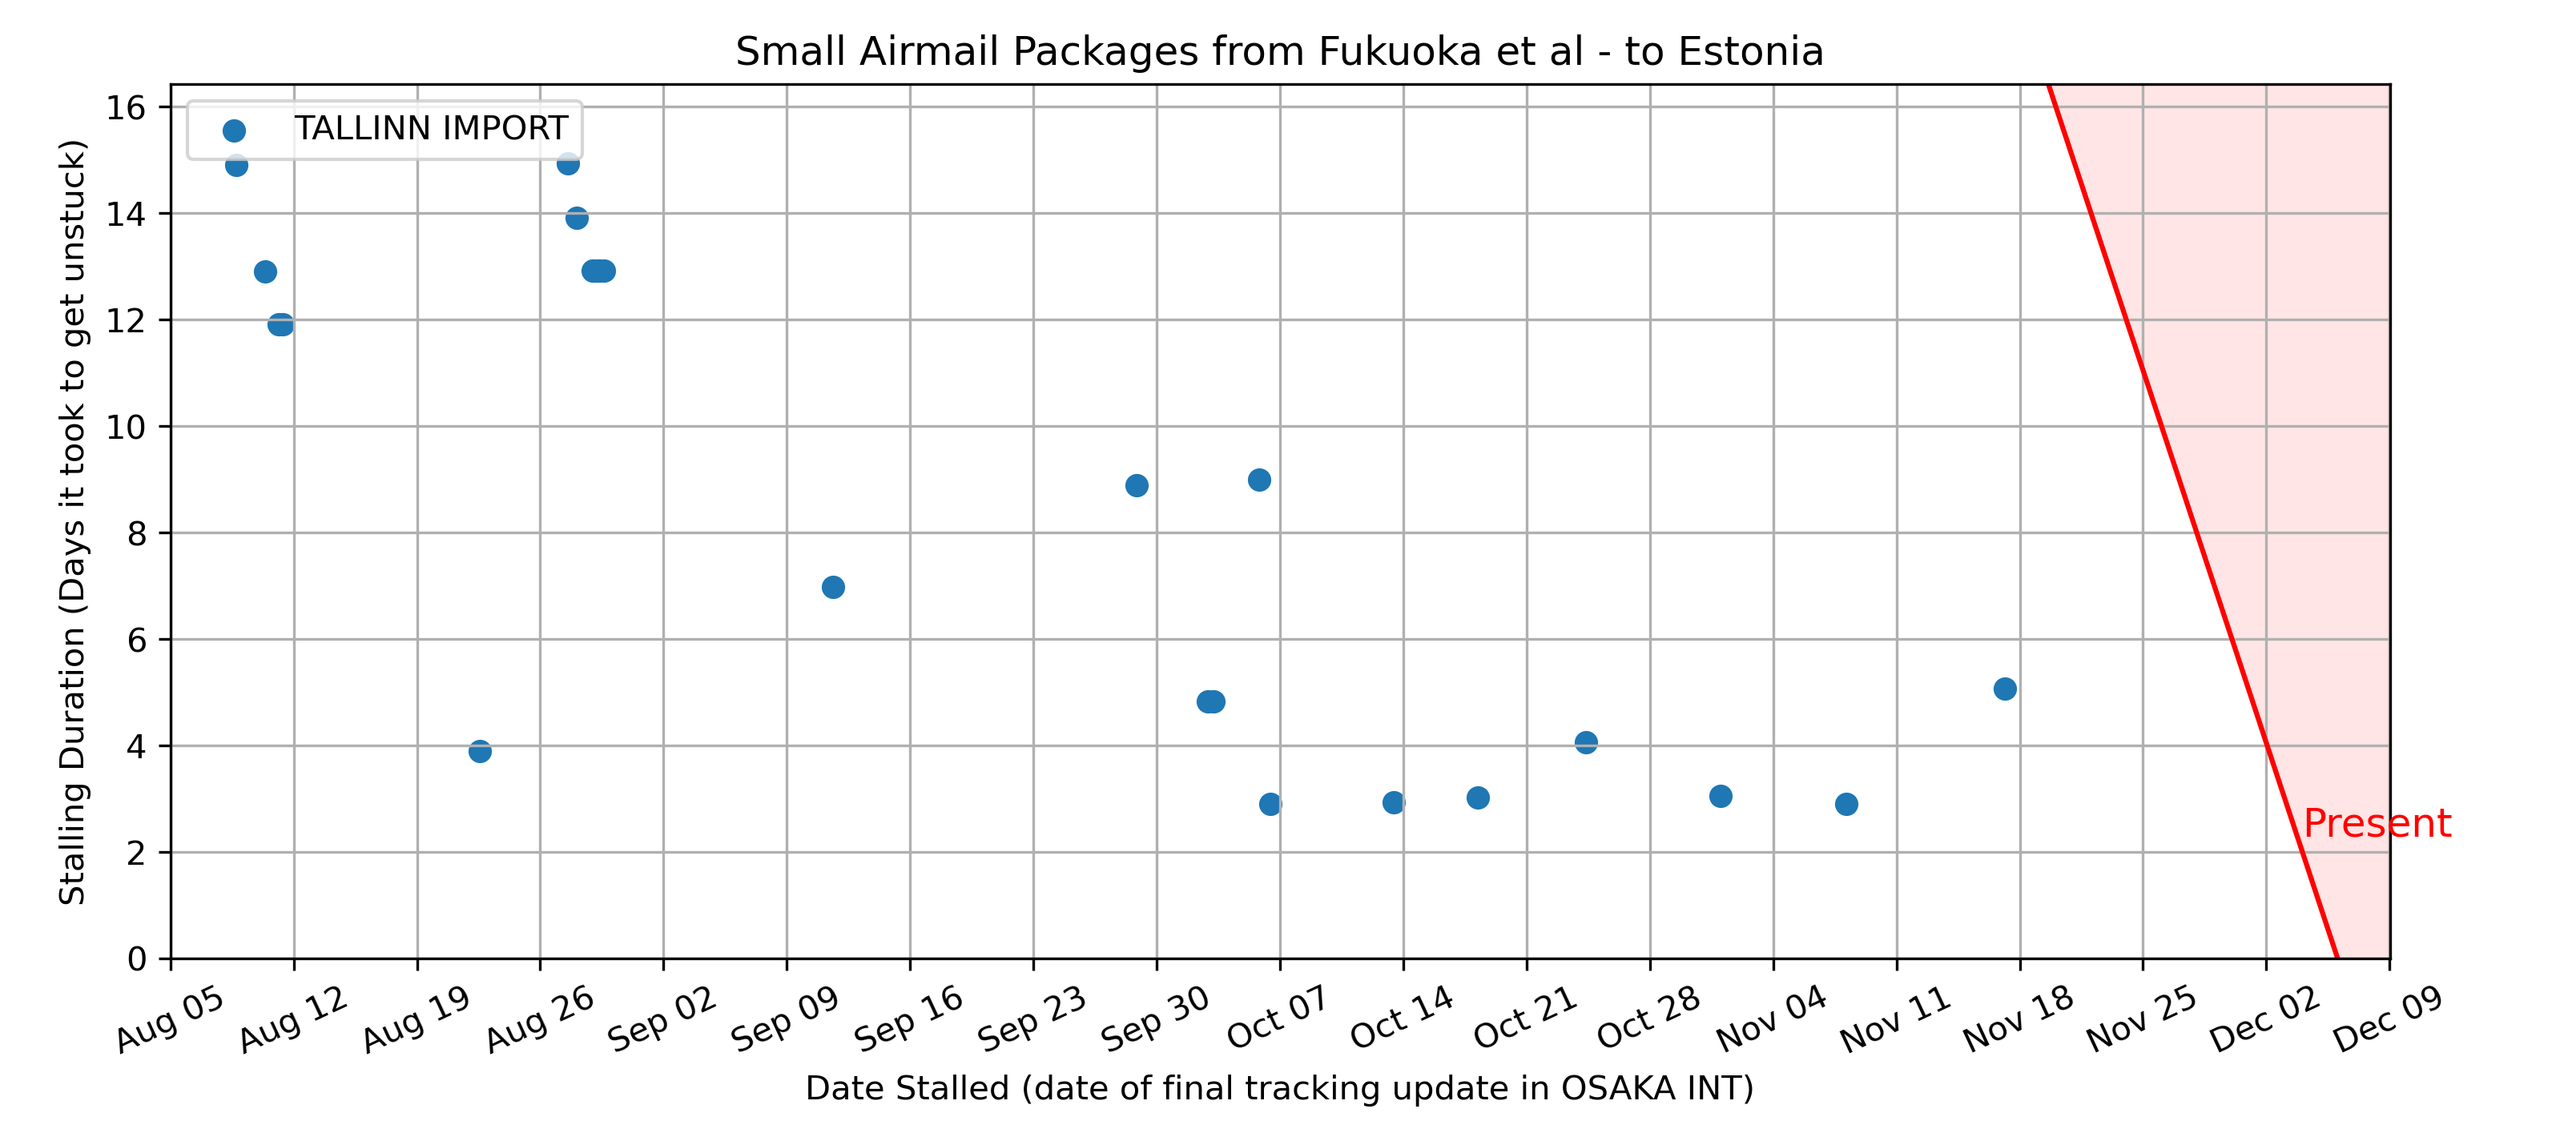 Small Airmail Packages from Fukuoka et al - to Estonia
TALLINN IMPORT
Stalling Duration (Days it took to get unstuck)
16
14
12
10
8
6
4
2
0
Present
Aug 05
Aug 12
Aug 19
Aug 26
Sep 02
Sep 09
Sep 16
Sep 23
Sep 30
Oct 07
Oct 14
Oct 21
Oct 28
Nov 04
Nov 11
Nov 18
Nov 25
Dec 02
Dec 09
Date Stalled (date of final tracking update in OSAKA INT)